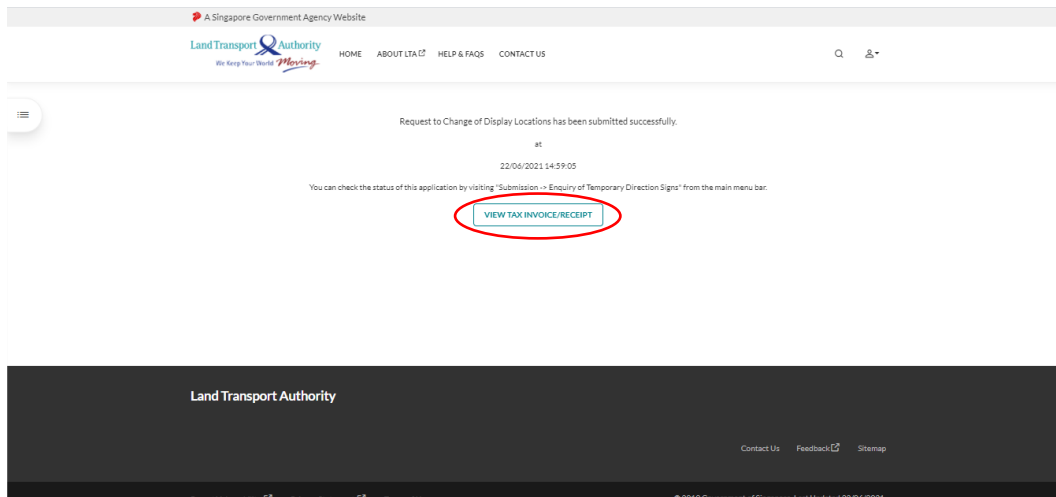 A Singapore Government Agency Website
Land Transport Authority
We Keep Your World Moving
HOME ABOUT LTA HELP & FAQS CONTACT US
Request to Change of Display Locations has been submitted successfully.
at
22/06/2021 14:59:05
You can check the status of this application by visiting "Submission -> Enquiry of Temporary Direction Signs" from the main menu bar.
VIEW TAX INVOICE/RECEIPT
Land Transport Authority
Contact Us Feedback Sitemap